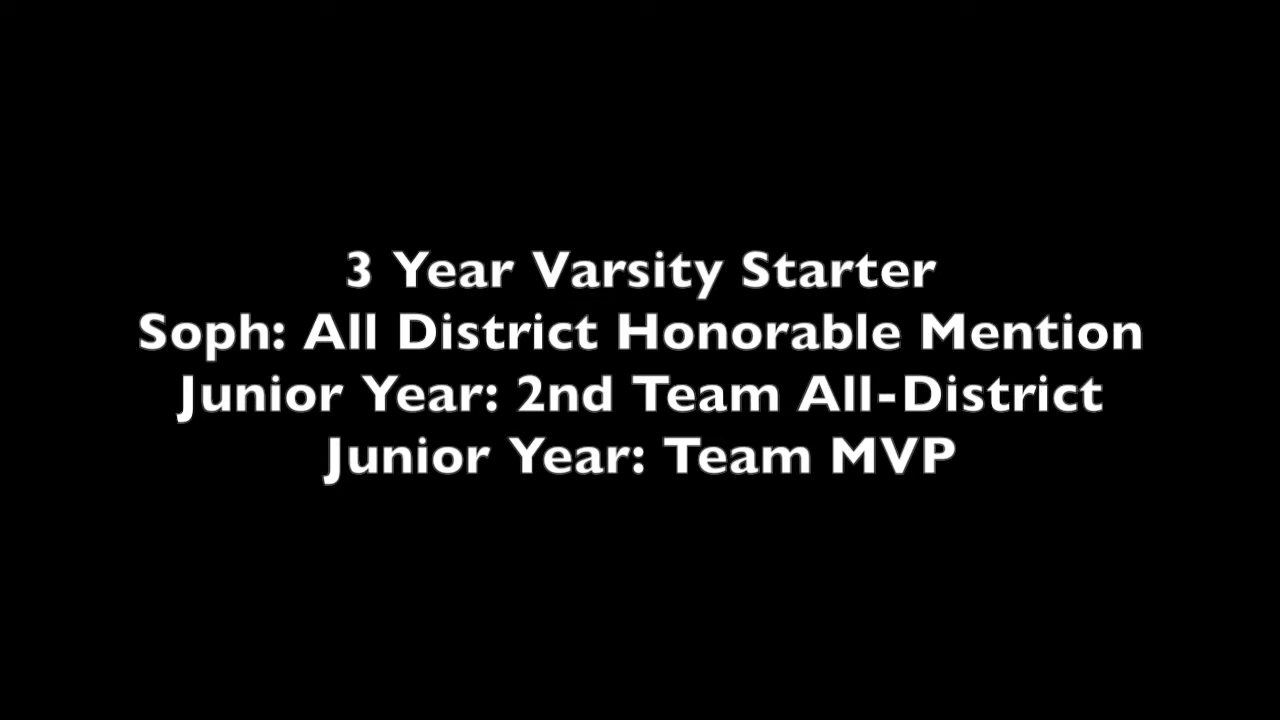 3 Year Varsity Starter
Soph: All District Honorable Mention
Junior Year: 2nd Team All-District
Junior Year: Team MVP